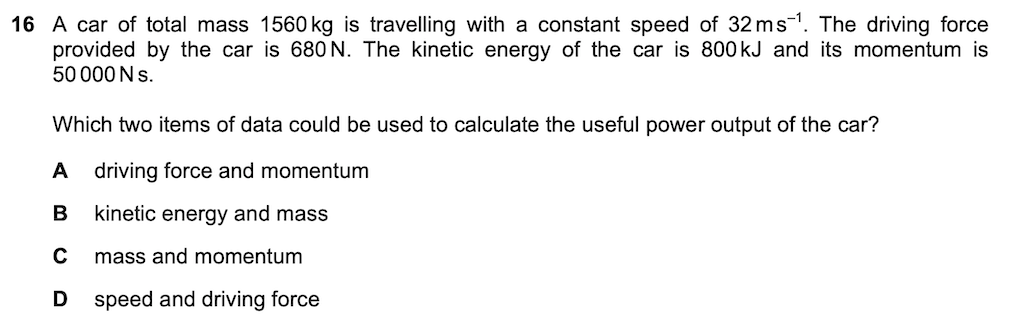 16 A car of total mass 1560 kg is travelling with a constant speed of 32 m s⁻¹. The driving force
provided by the car is 680 N. The kinetic energy of the car is 800 kJ and its momentum is
50 000 N s.
Which two items of data could be used to calculate the useful power output of the car?
A driving force and momentum
B kinetic energy and mass
C mass and momentum
D speed and driving force